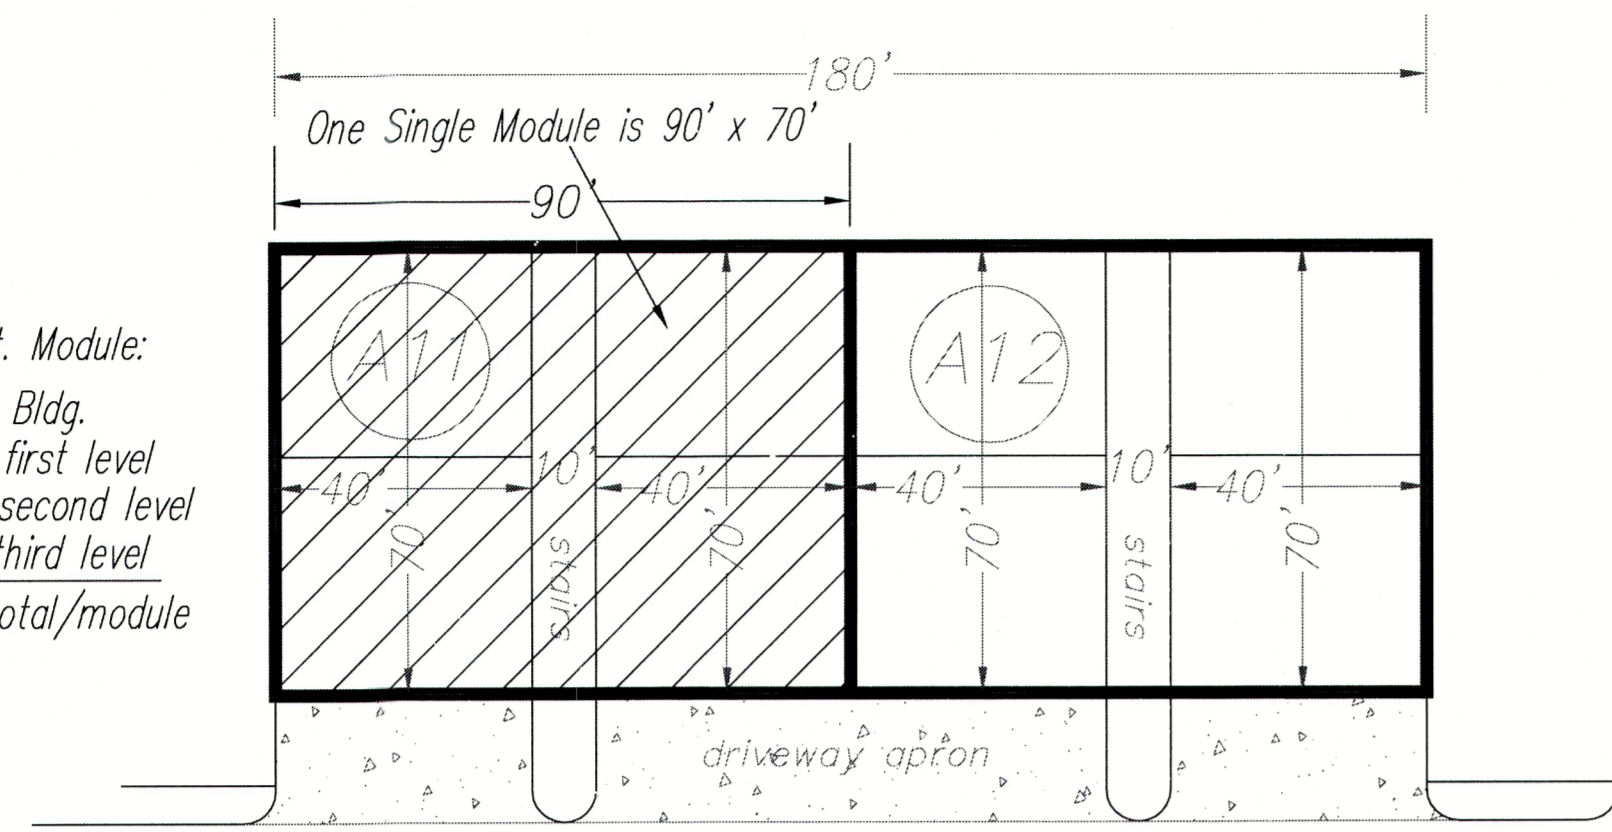 180'
One Single Module is 90' x 70'
90'
A11
A12
Module:
Bldg.
first level
second level
third level
/module
40' 10' 40' 40' 10' 40'
70' 70' 70' 70'
stairs stairs
driveway apron